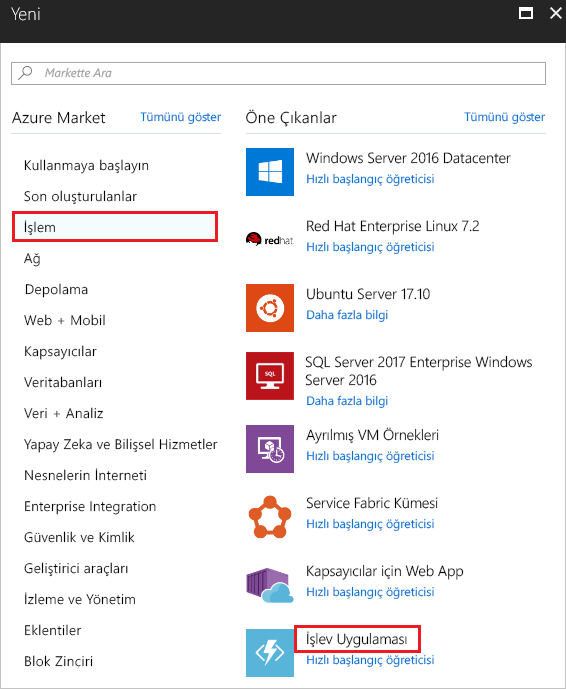 Yeni
Markette Ara
Azure Market
Tümünü göster
Kullanmaya başlayın
Son oluşturulanlar
İşlem
Ağ
Depolama
Web + Mobil
Kapsayıcılar
Veritabanları
Veri + Analiz
Yapay Zeka ve Bilişsel Hizmetler
Nesnelerin İnterneti
Enterprise Integration
Güvenlik ve Kimlik
Geliştirici araçları
İzleme ve Yönetim
Eklentiler
Blok Zinciri
Öne Çıkanlar
Tümünü göster
Windows Server 2016 Datacenter
Hızlı başlangıç öğreticisi
redhat
Red Hat Enterprise Linux 7.2
Hızlı başlangıç öğreticisi
Ubuntu Server 17.10
Daha fazla bilgi
SQL
SQL Server 2017 Enterprise Windows
Server 2016
Daha fazla bilgi
Ayrılmış VM Örnekleri
Hızlı başlangıç öğreticisi
Service Fabric Kümesi
Hızlı başlangıç öğreticisi
Kapsayıcılar için Web App
Hızlı başlangıç öğreticisi
İşlev Uygulaması
Hızlı başlangıç öğreticisi